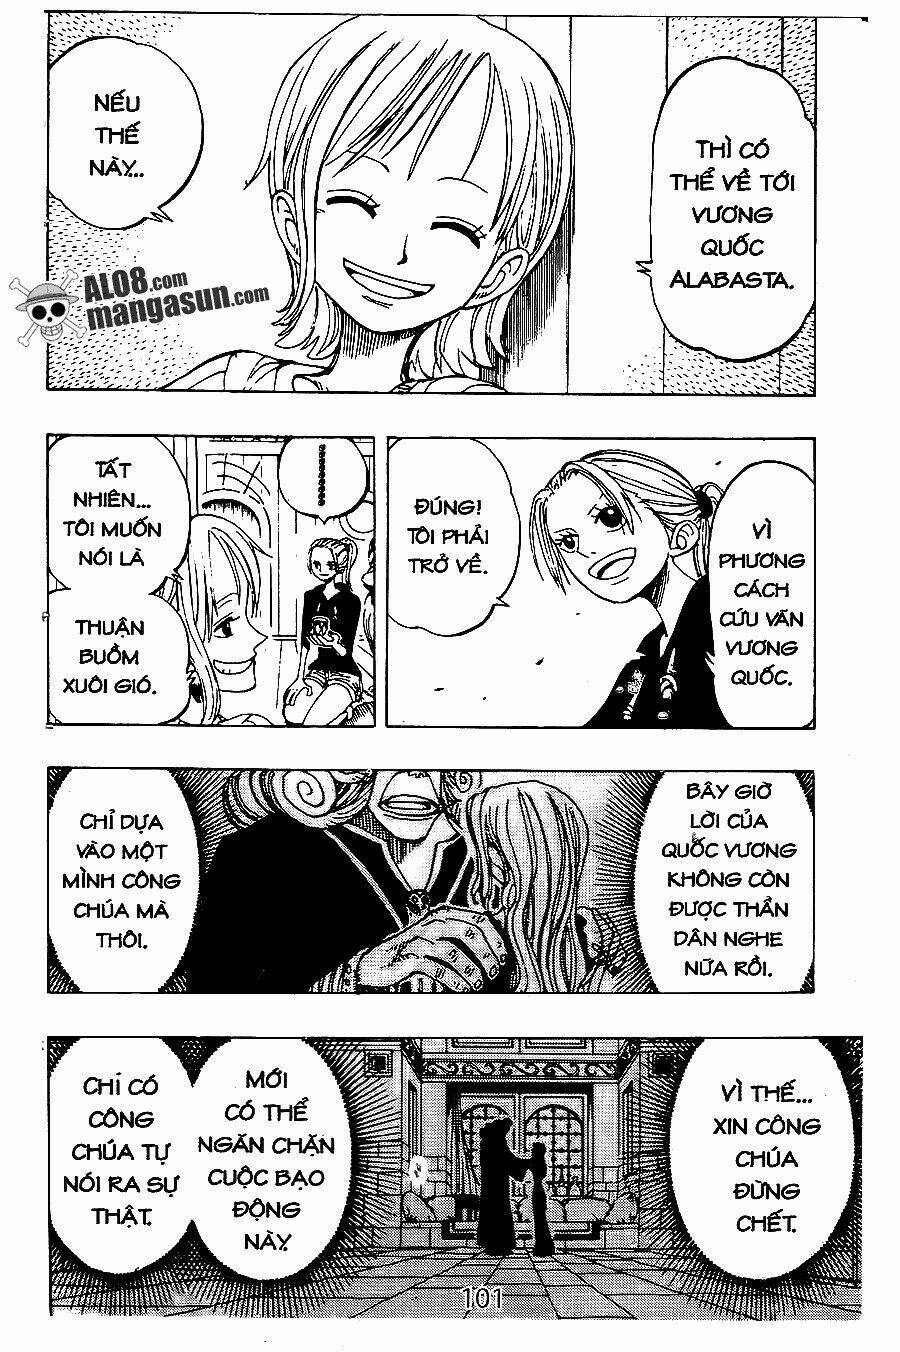 NẾU
THẾ
NÀY...
THÌ CÓ
THỂ VỀ TỚI
VƯƠNG
QUỐC
ALABASTA.
ALO8.com
mangasun.com
TẤT
NHIÊN...
TÔI MUỐN
NÓI LÀ
THUẬN
BUỒM
XUÔI GIÓ.
ĐÚNG!
TÔI PHẢI
TRỞ VỀ.
VÌ
PHƯƠNG
CÁCH
CỨU VÃN
VƯƠNG
QUỐC.
CHỈ DỰA
VÀO MỘT
MÌNH CÔNG
CHÚA MÀ
THÔI.
BÂY GIỜ
LỜI CỦA
QUỐC VƯƠNG
KHÔNG CÒN
ĐƯỢC THẦN
DÂN NGHE
NỮA RỒI.
CHỈ CÓ
CÔNG
CHÚA TỰ
NÓI RA SỰ
THẬT.
MỚI
CÓ THỂ
NGĂN CHẶN
CUỘC BẠO
ĐỘNG
NÀY.
VÌ THẾ...
XIN CÔNG
CHÚA
ĐỪNG
CHẾT.
101